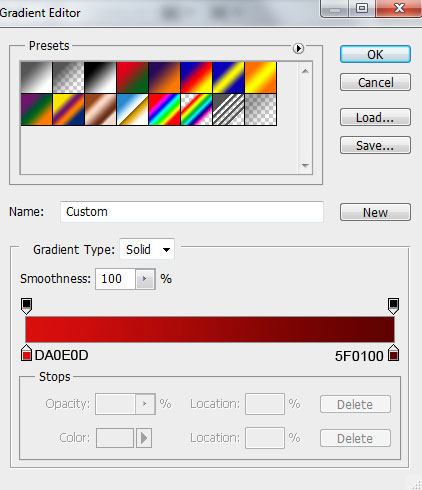 Gradient Editor
Presets
OK
Cancel
Load...
Save...
Name: Custom New
Gradient Type: Solid
Smoothness: 100 %
DA0E0D 5F0100
Stops
Opacity: % Location: % Delete
Color: Location: % Delete